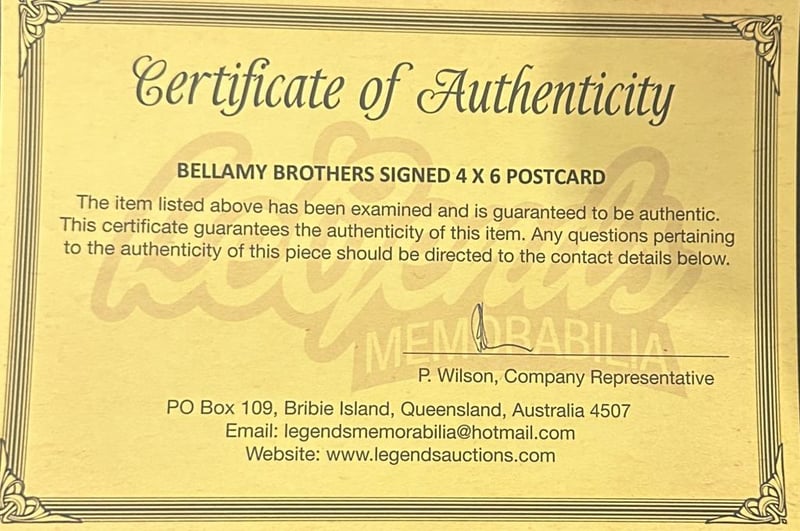 Certificate of Authenticity
BELLAMY BROTHERS SIGNED 4 X 6 POSTCARD
The item listed above has been examined and is guaranteed to be authentic.
This certificate guarantees the authenticity of this item. Any questions pertaining
to the authenticity of this piece should be directed to the contact details below.
Legends
MEMORABILIA
P. Wilson, Company Representative
PO Box 109, Bribie Island, Queensland, Australia 4507
Email: legendsmemorabilia@hotmail.com
Website: www.legendsauctions.com